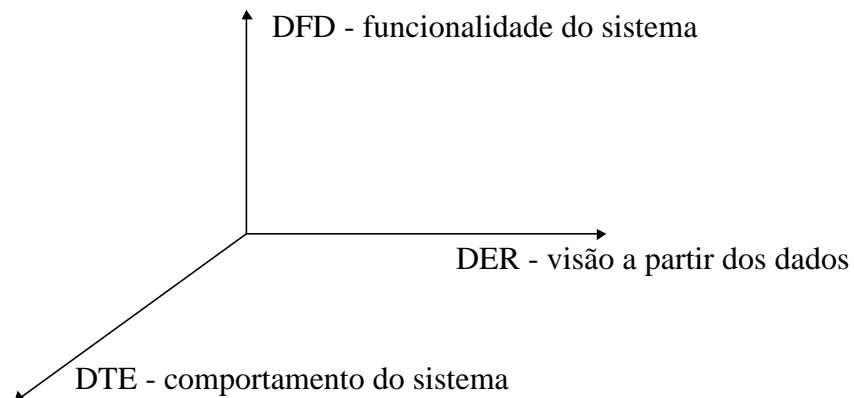 DFD - funcionalidade do sistema
DER - visão a partir dos dados
DTE - comportamento do sistema